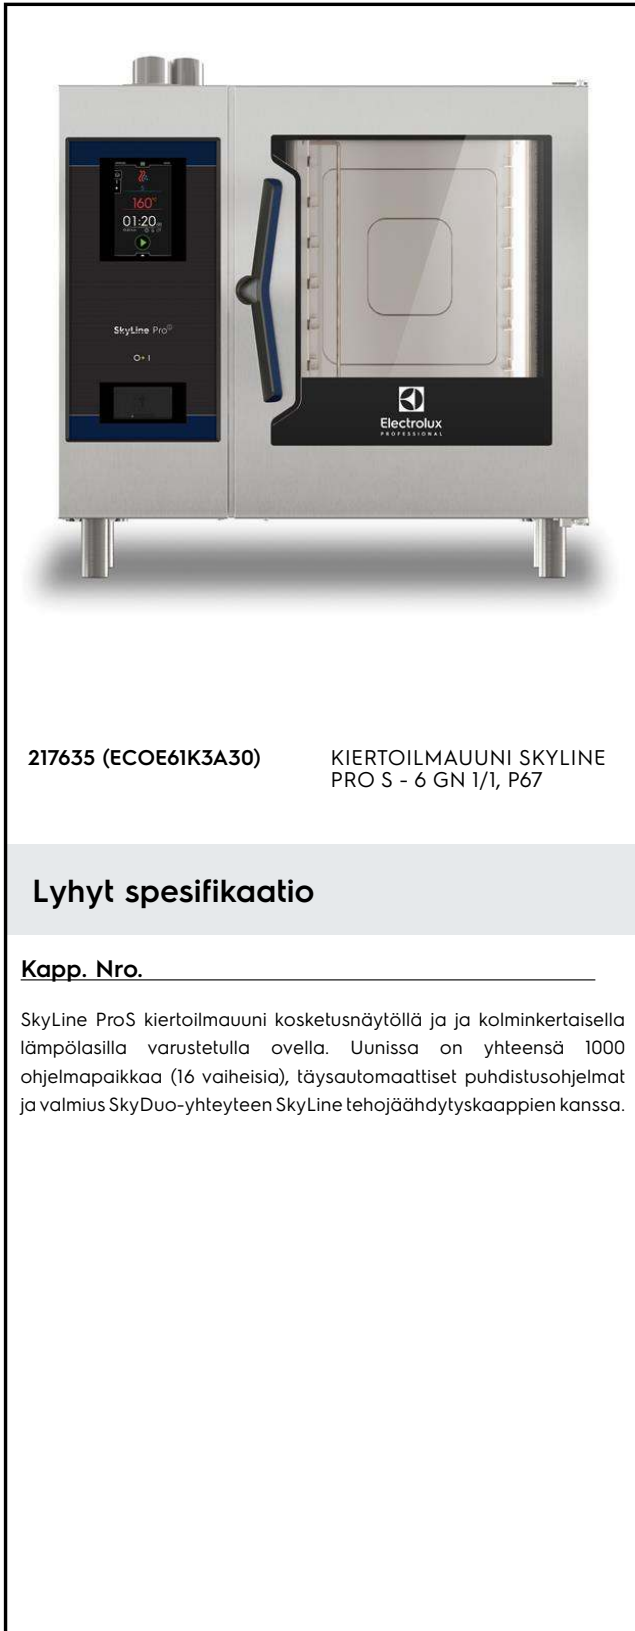 160°
01:20
SkyLine ProS
Electrolux
PROFESSIONAL
217635 (ECOE61K3A30)
KIERTOILMAUUNI SKYLINE
PRO S - 6 GN 1/1, P67
Lyhyt spesifikaatio
Kapp. Nro.
SkyLine ProS kiertoilmauuni kosketusnäytöllä ja ja kolminkertaisella
lämpölasilla varustetulla ovella. Uunissa on yhteensä 1000
ohjelmapaikkaa (16 vaiheisia), täysautomaattiset puhdistusohjelmat
ja valmius SkyDuo-yhteyteen SkyLine tehojäähdytyskaappien kanssa.